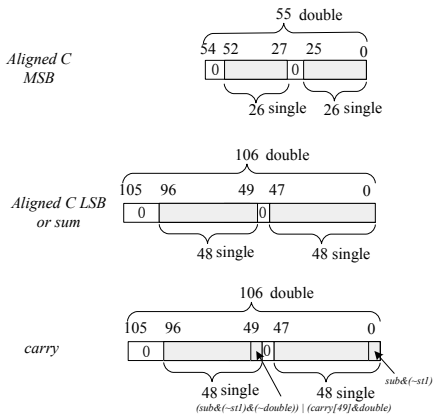 55 double
54 52 27 25 0
Aligned C
MSB
0 0
26 single 26 single
106 double
105 96 49 47 0
Aligned C LSB
or sum
0 0
48 single 48 single
106 double
105 96 49 47 0
carry
0 0
48 single 48 single
sub&(~st1)
(sub&(~st1)&(~double)) | (carry[49]&double)